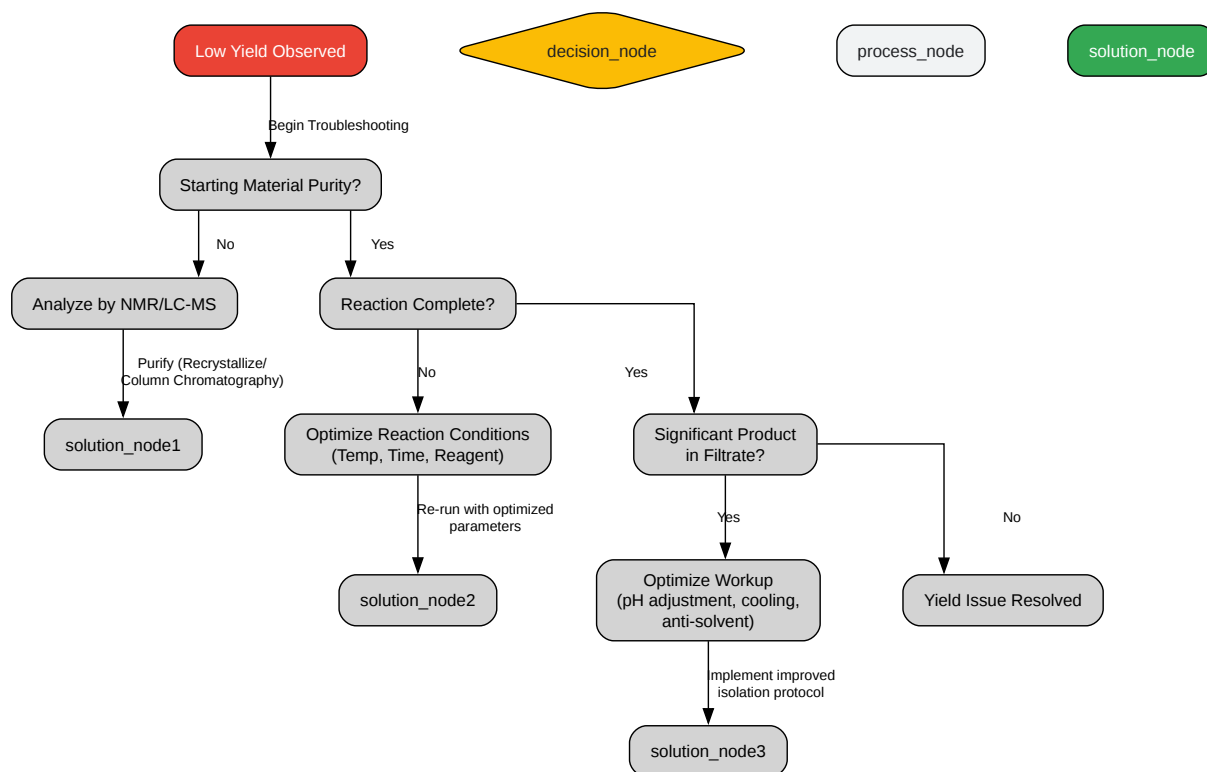 Low Yield Observed
decision_node
process_node
solution_node
Begin Troubleshooting
Starting Material Purity?
No
Yes
Analyze by NMR/LC-MS
Reaction Complete?
Purify (Recrystallize/
Column Chromatography)
No
Yes
solution_node1
Optimize Reaction Conditions
(Temp, Time, Reagent)
Significant Product
in Filtrate?
Re-run with optimized
parameters
Yes
No
solution_node2
Optimize Workup
(pH adjustment, cooling,
anti-solvent)
Yield Issue Resolved
Implement improved
isolation protocol
solution_node3